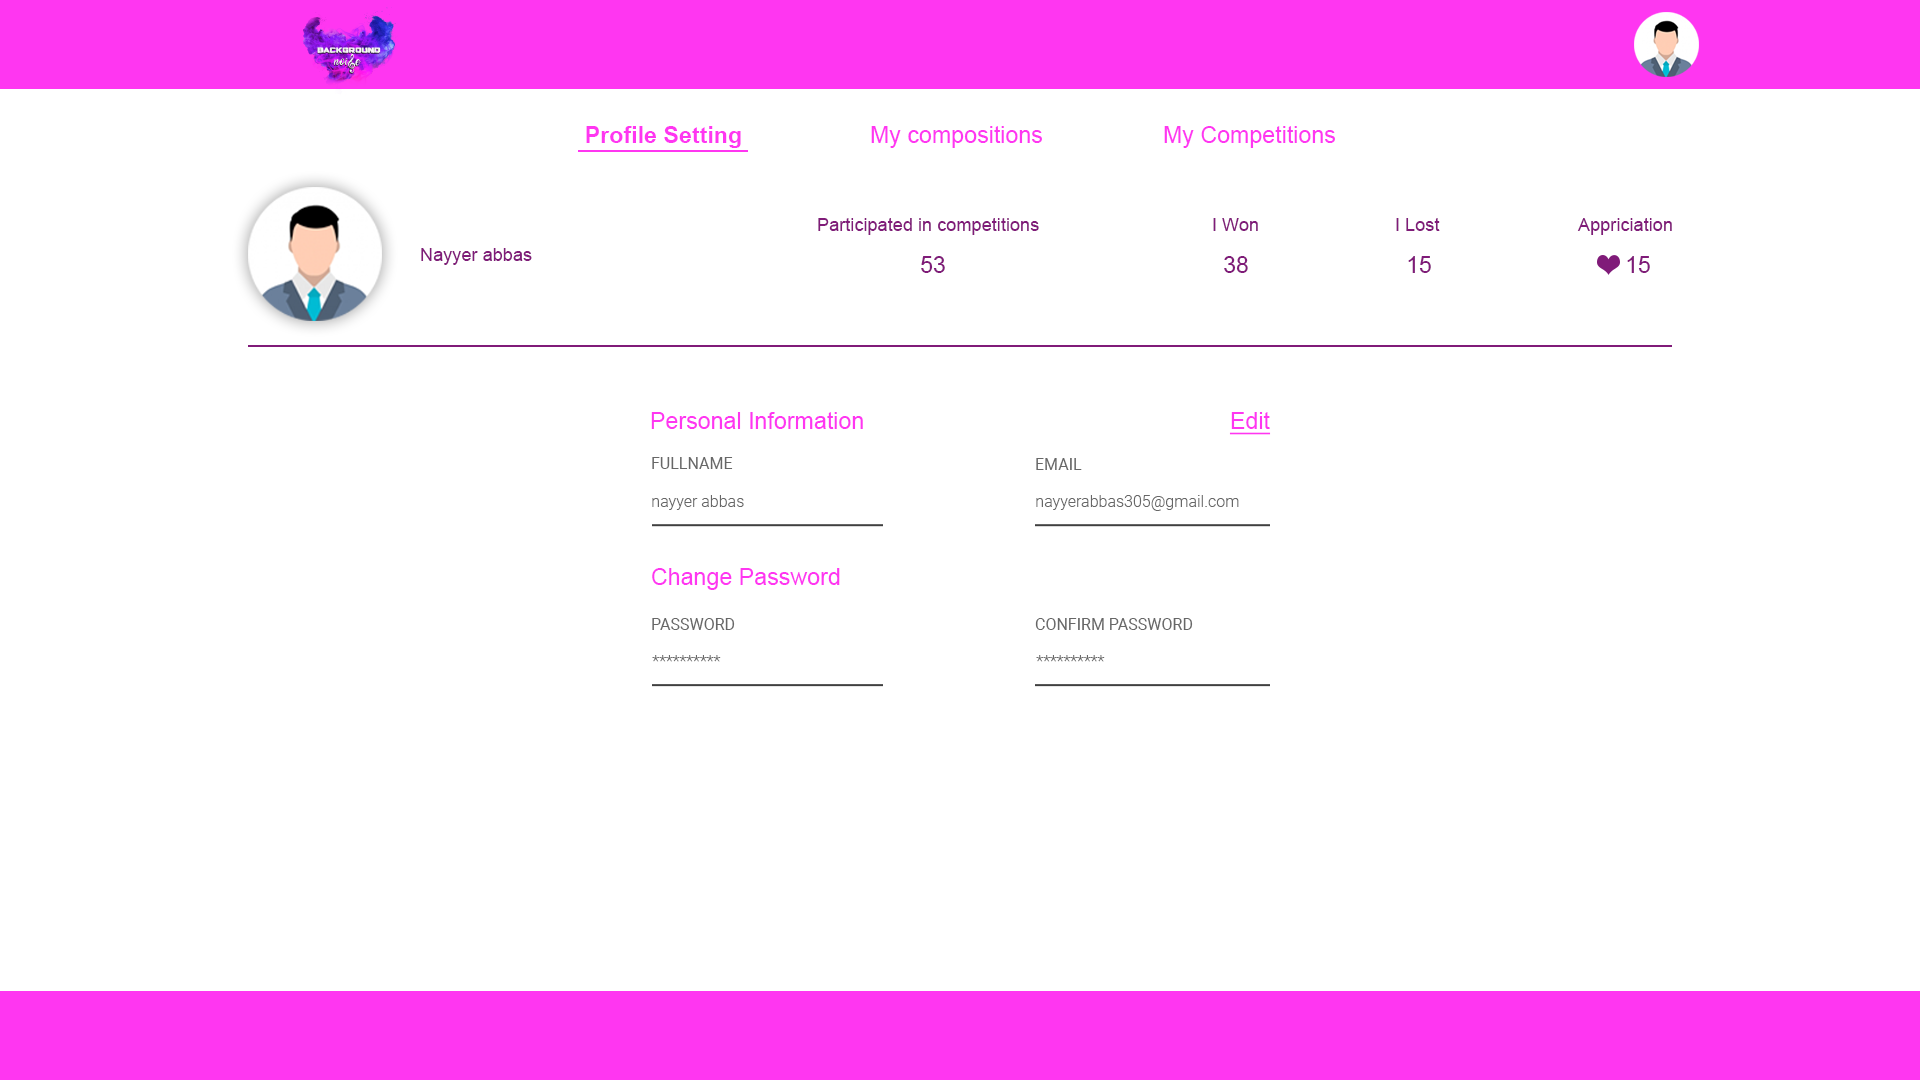 BACKGROUND
noise
Profile Setting
My compositions
My Competitions
Nayyer abbas
Participated in competitions
53
I Won
38
I Lost
15
Appriciation
15
Personal Information
Edit
FULLNAME
nayyer abbas
EMAIL
nayyerabbas305@gmail.com
Change Password
PASSWORD
**********
CONFIRM PASSWORD
**********